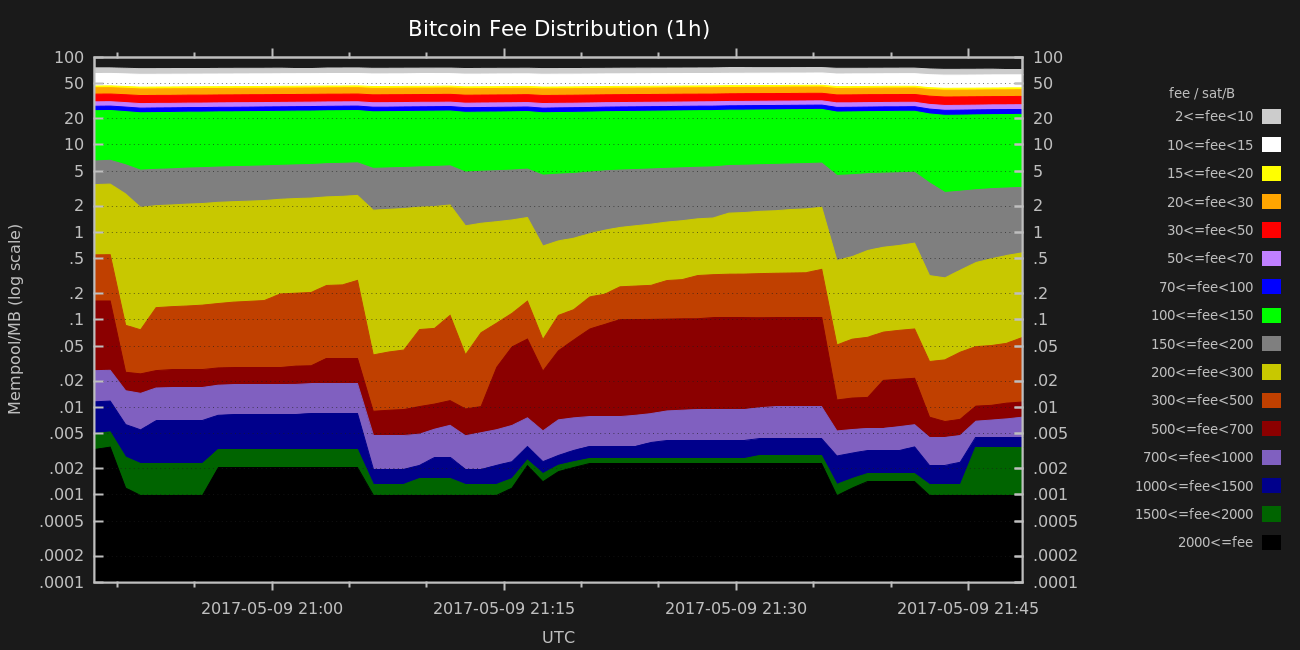 Bitcoin Fee Distribution (1h)
Mempool/MB (log scale)
100
50
20
10
5
2
1
.5
.2
.1
.05
.02
.01
.005
.002
.001
.0005
.0002
.0001
100
50
20
10
5
2
1
.5
.2
.1
.05
.02
.01
.005
.002
.001
.0005
.0002
.0001
2017-05-09 21:00
2017-05-09 21:15
2017-05-09 21:30
2017-05-09 21:45
UTC
fee / sat/B
2<=fee<10
10<=fee<15
15<=fee<20
20<=fee<30
30<=fee<50
50<=fee<70
70<=fee<100
100<=fee<150
150<=fee<200
200<=fee<300
300<=fee<500
500<=fee<700
700<=fee<1000
1000<=fee<1500
1500<=fee<2000
2000<=fee